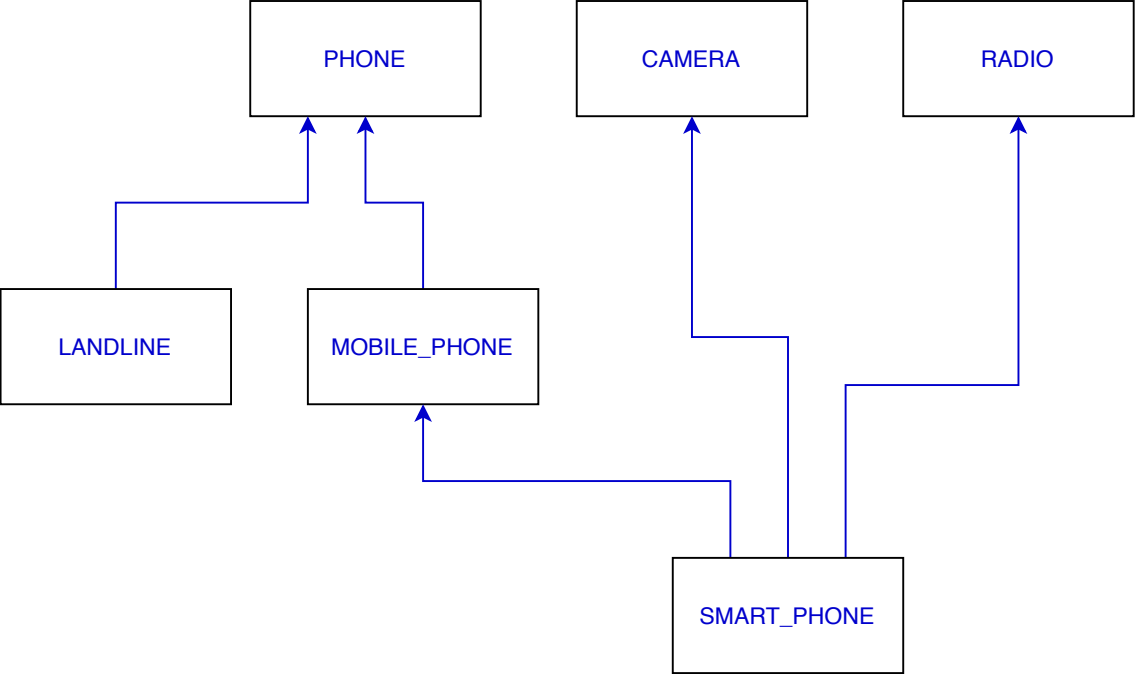 PHONE
CAMERA
RADIO
LANDLINE
MOBILE_PHONE
SMART_PHONE